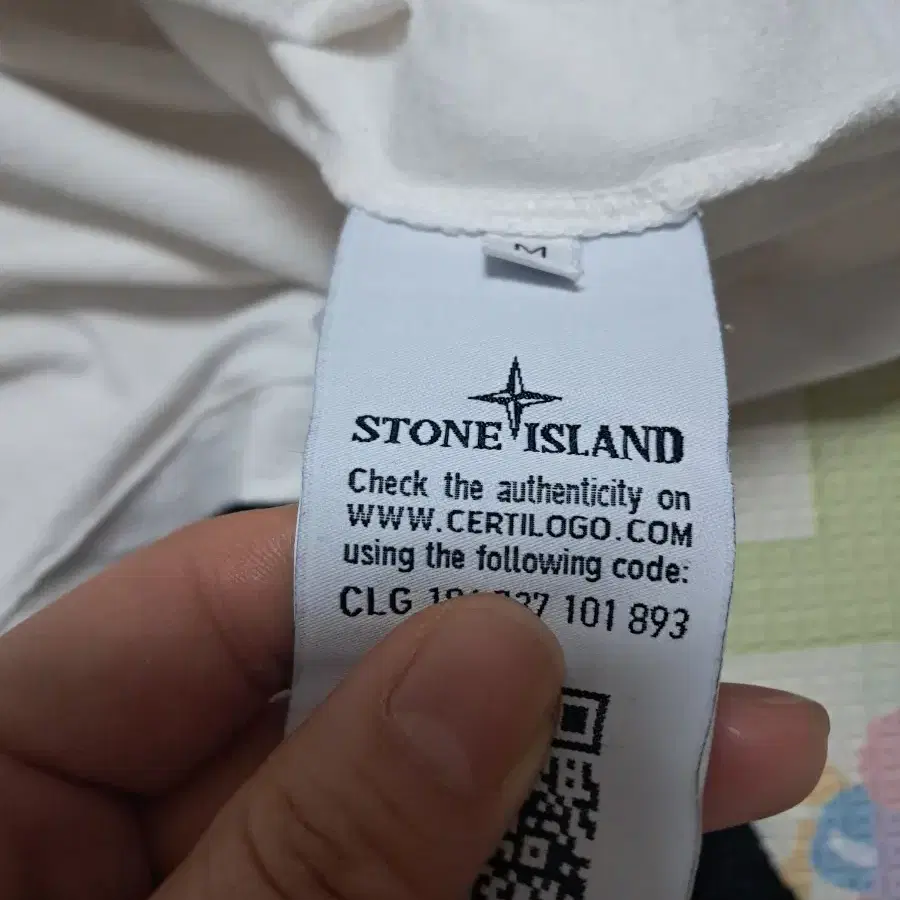 M
STONE ISLAND
Check the authenticity on
WWW.CERTILOGO.COM
using the following code:
CLG 101 893